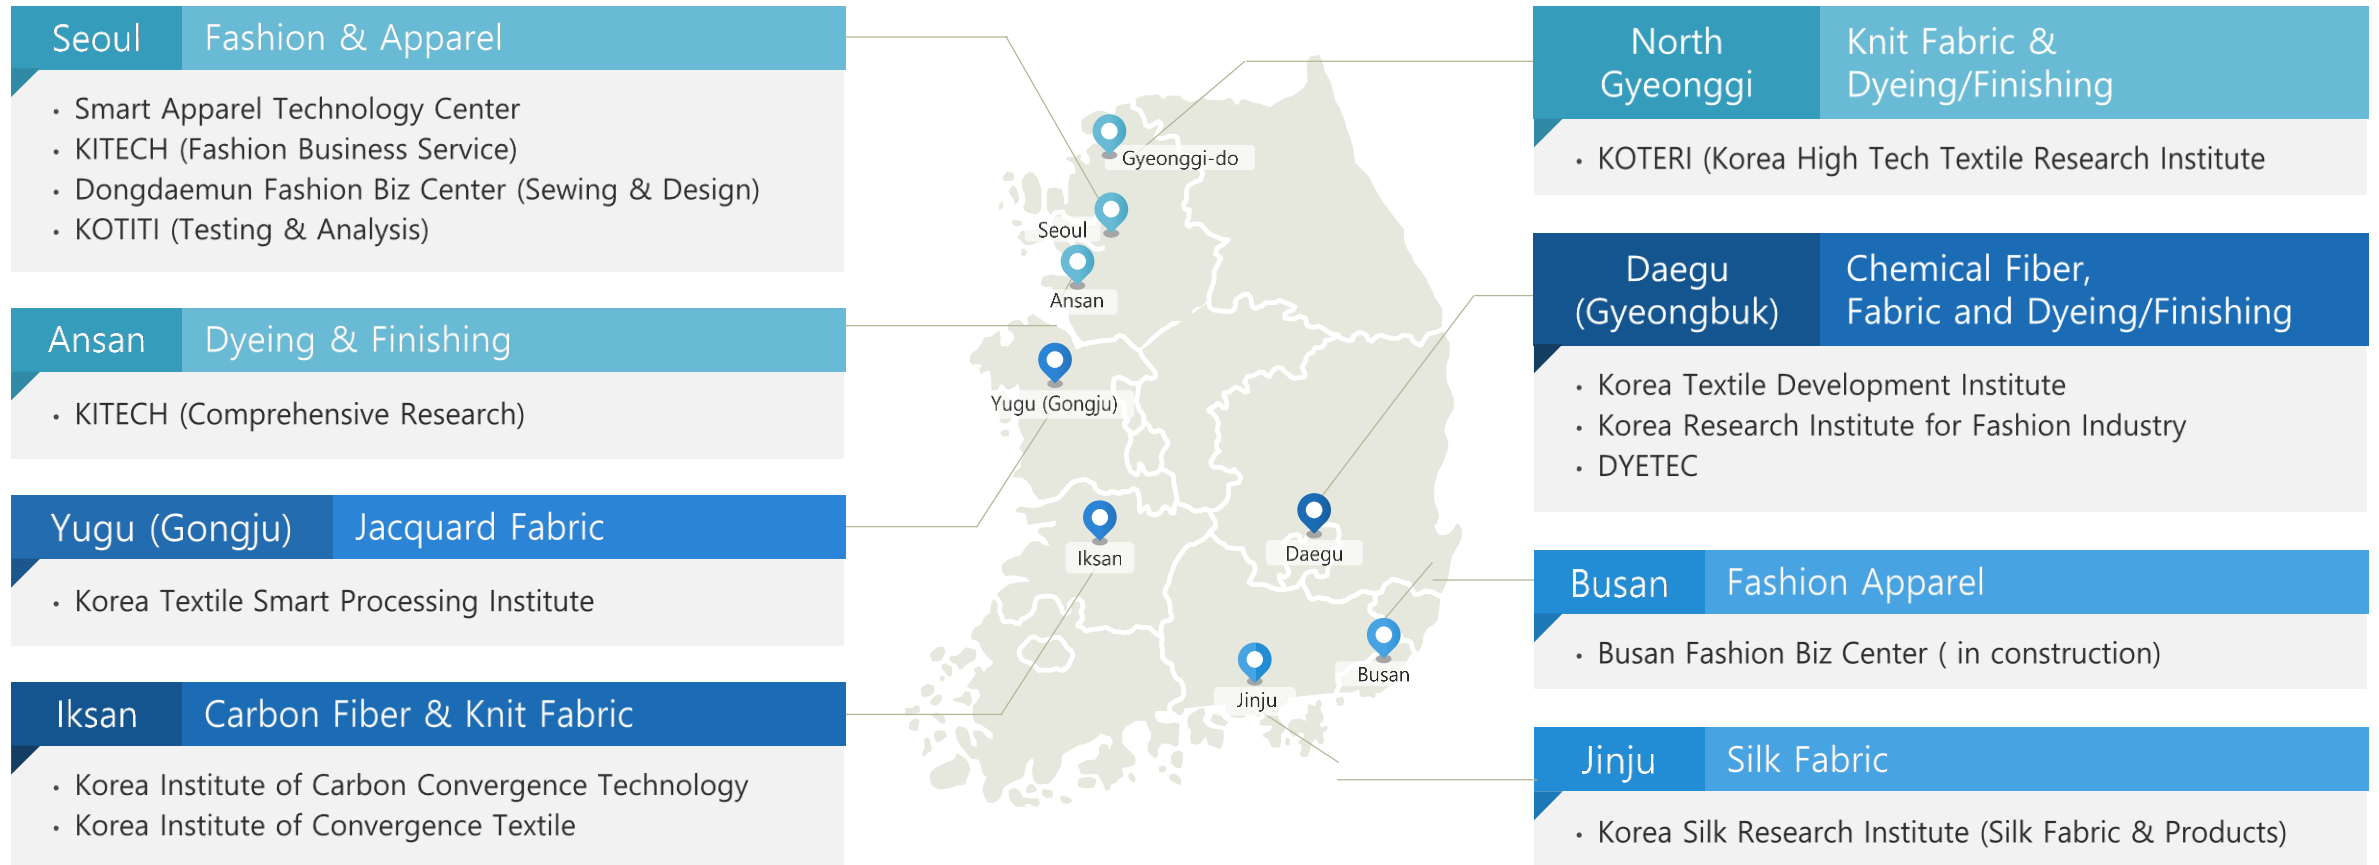 Seoul
Fashion & Apparel
• Smart Apparel Technology Center
• KITECH (Fashion Business Service)
• Dongdaemun Fashion Biz Center (Sewing & Design)
• KOTITI (Testing & Analysis)
Ansan
Dyeing & Finishing
• KITECH (Comprehensive Research)
Yugu (Gongju)
Jacquard Fabric
• Korea Textile Smart Processing Institute
Iksan
Carbon Fiber & Knit Fabric
• Korea Institute of Carbon Convergence Technology
• Korea Institute of Convergence Textile
Gyeonggi-do
Seoul
Ansan
Yugu (Gongju)
Iksan
Daegu
Busan
Jinju
North
Gyeonggi
Knit Fabric &
Dyeing/Finishing
• KOTERI (Korea High Tech Textile Research Institute
Daegu
(Gyeongbuk)
Chemical Fiber,
Fabric and Dyeing/Finishing
• Korea Textile Development Institute
• Korea Research Institute for Fashion Industry
• DYETEC
Busan
Fashion Apparel
• Busan Fashion Biz Center ( in construction)
Jinju
Silk Fabric
• Korea Silk Research Institute (Silk Fabric & Products)